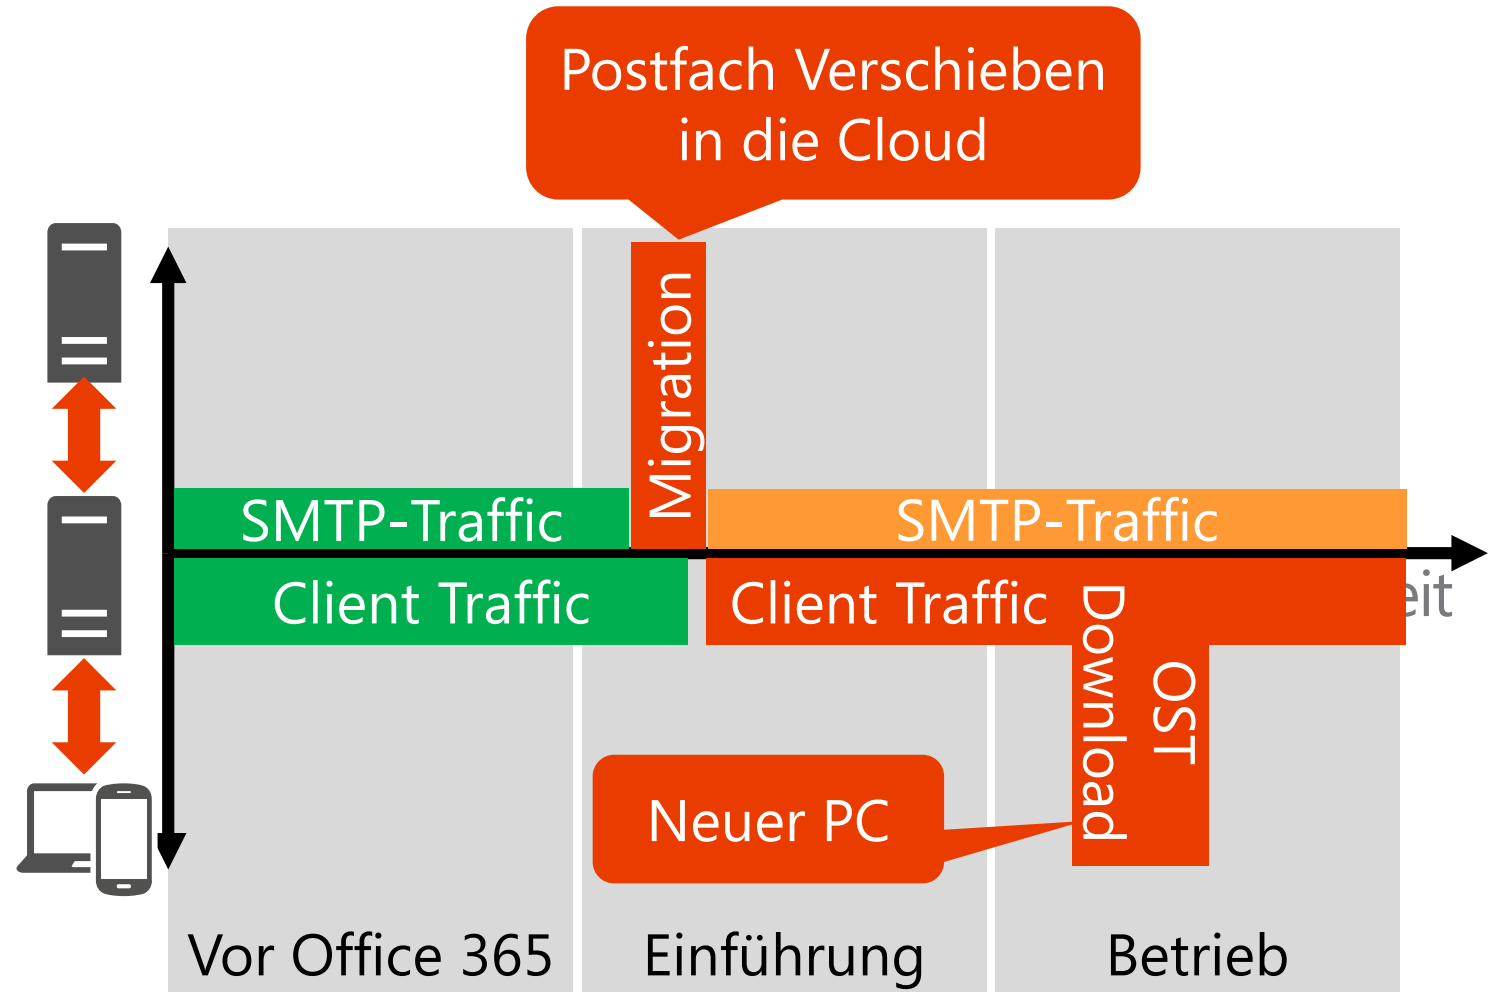 Postfach Verschieben
in die Cloud
Migration
SMTP-Traffic
SMTP-Traffic
Client Traffic
Client Traffic
eit
OST
Download
Neuer PC
Vor Office 365
Einführung
Betrieb